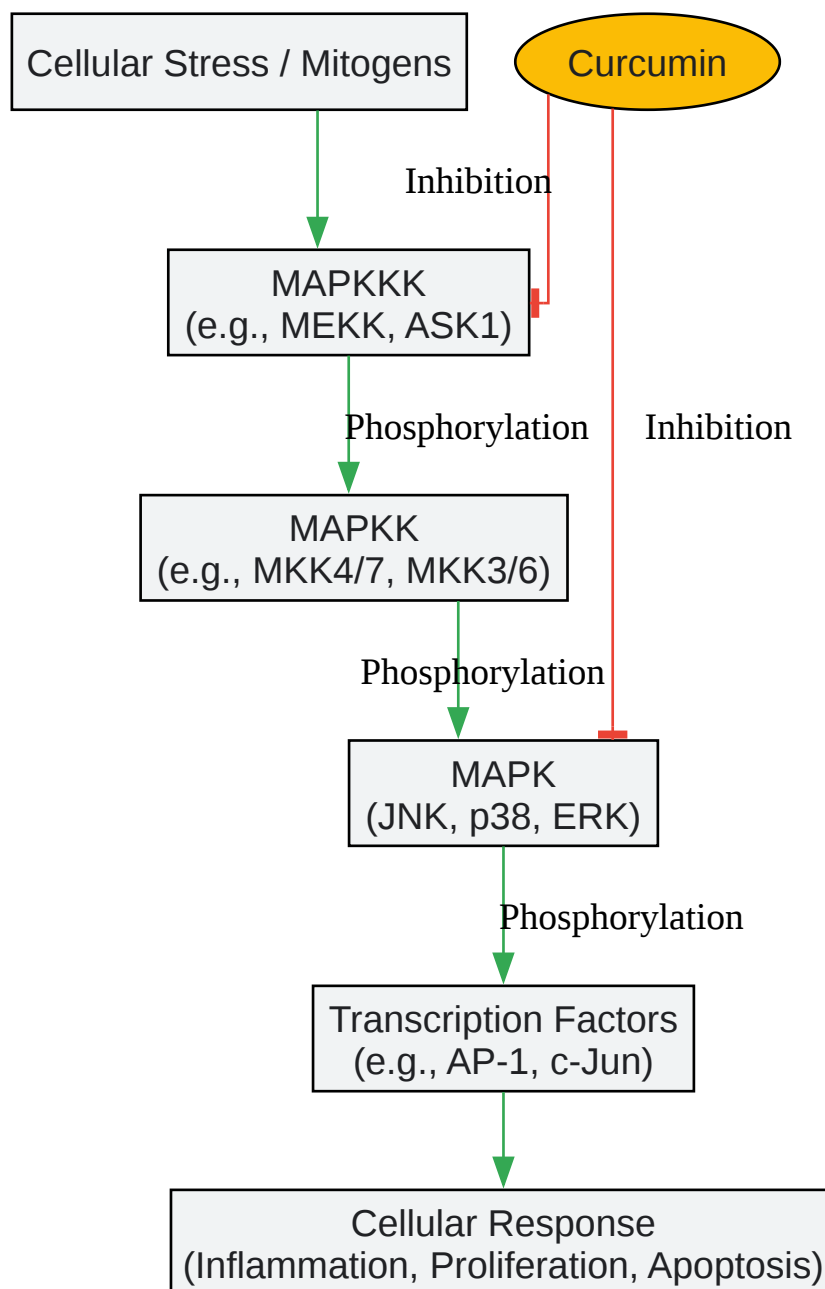 Cellular Stress / Mitogens
Curcumin
Inhibition
MAPKKK
(e.g., MEKK, ASK1)
Phosphorylation
Inhibition
MAPKK
(e.g., MKK4/7, MKK3/6)
Phosphorylation
MAPK
(JNK, p38, ERK)
Phosphorylation
Transcription Factors
(e.g., AP-1, c-Jun)
Cellular Response
(Inflammation, Proliferation, Apoptosis)